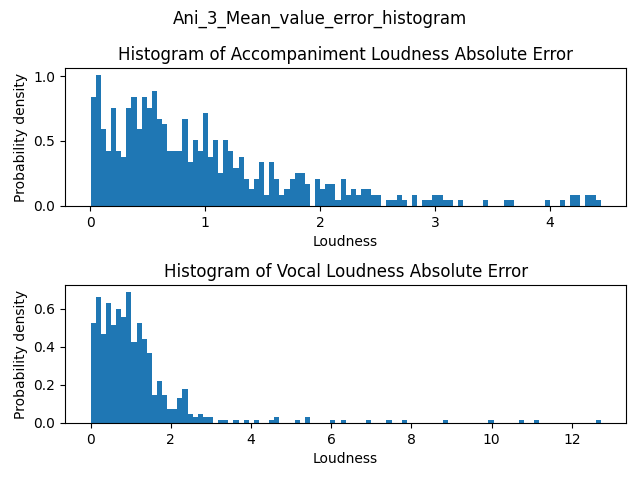 Ani_3_Mean_value_error_histogram
Histogram of Accompaniment Loudness Absolute Error
Probability density
1.0
0.5
0.0
0 1 2 3 4
Loudness
Histogram of Vocal Loudness Absolute Error
Probability density
0.6
0.4
0.2
0.0
0 2 4 6 8 10 12
Loudness